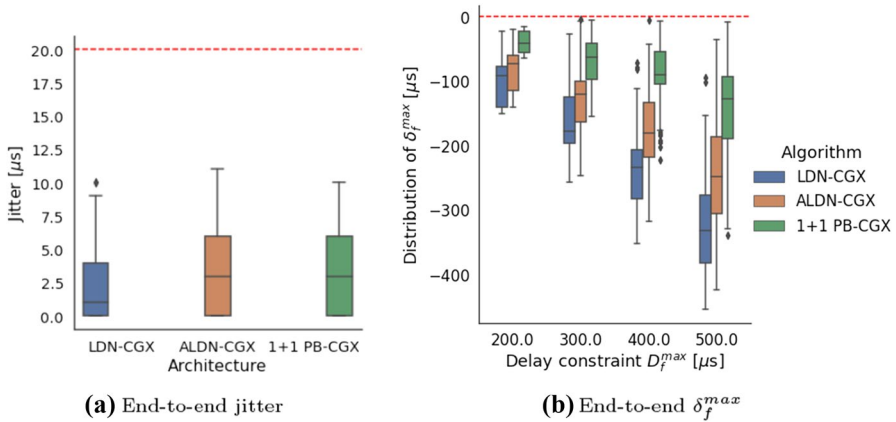 20.0
17.5
15.0
12.5
10.0
7.5
5.0
2.5
0.0
Jitter [μs]
LDN-CGX ALDN-CGX 1+1 PB-CGX
Architecture
(a) End-to-end jitter
0
−100
−200
−300
−400
Distribution of δ_f^max [μs]
200.0 300.0 400.0 500.0
Delay constraint D_f^max [μs]
Algorithm
LDN-CGX
ALDN-CGX
1+1 PB-CGX
(b) End-to-end δ_f^max